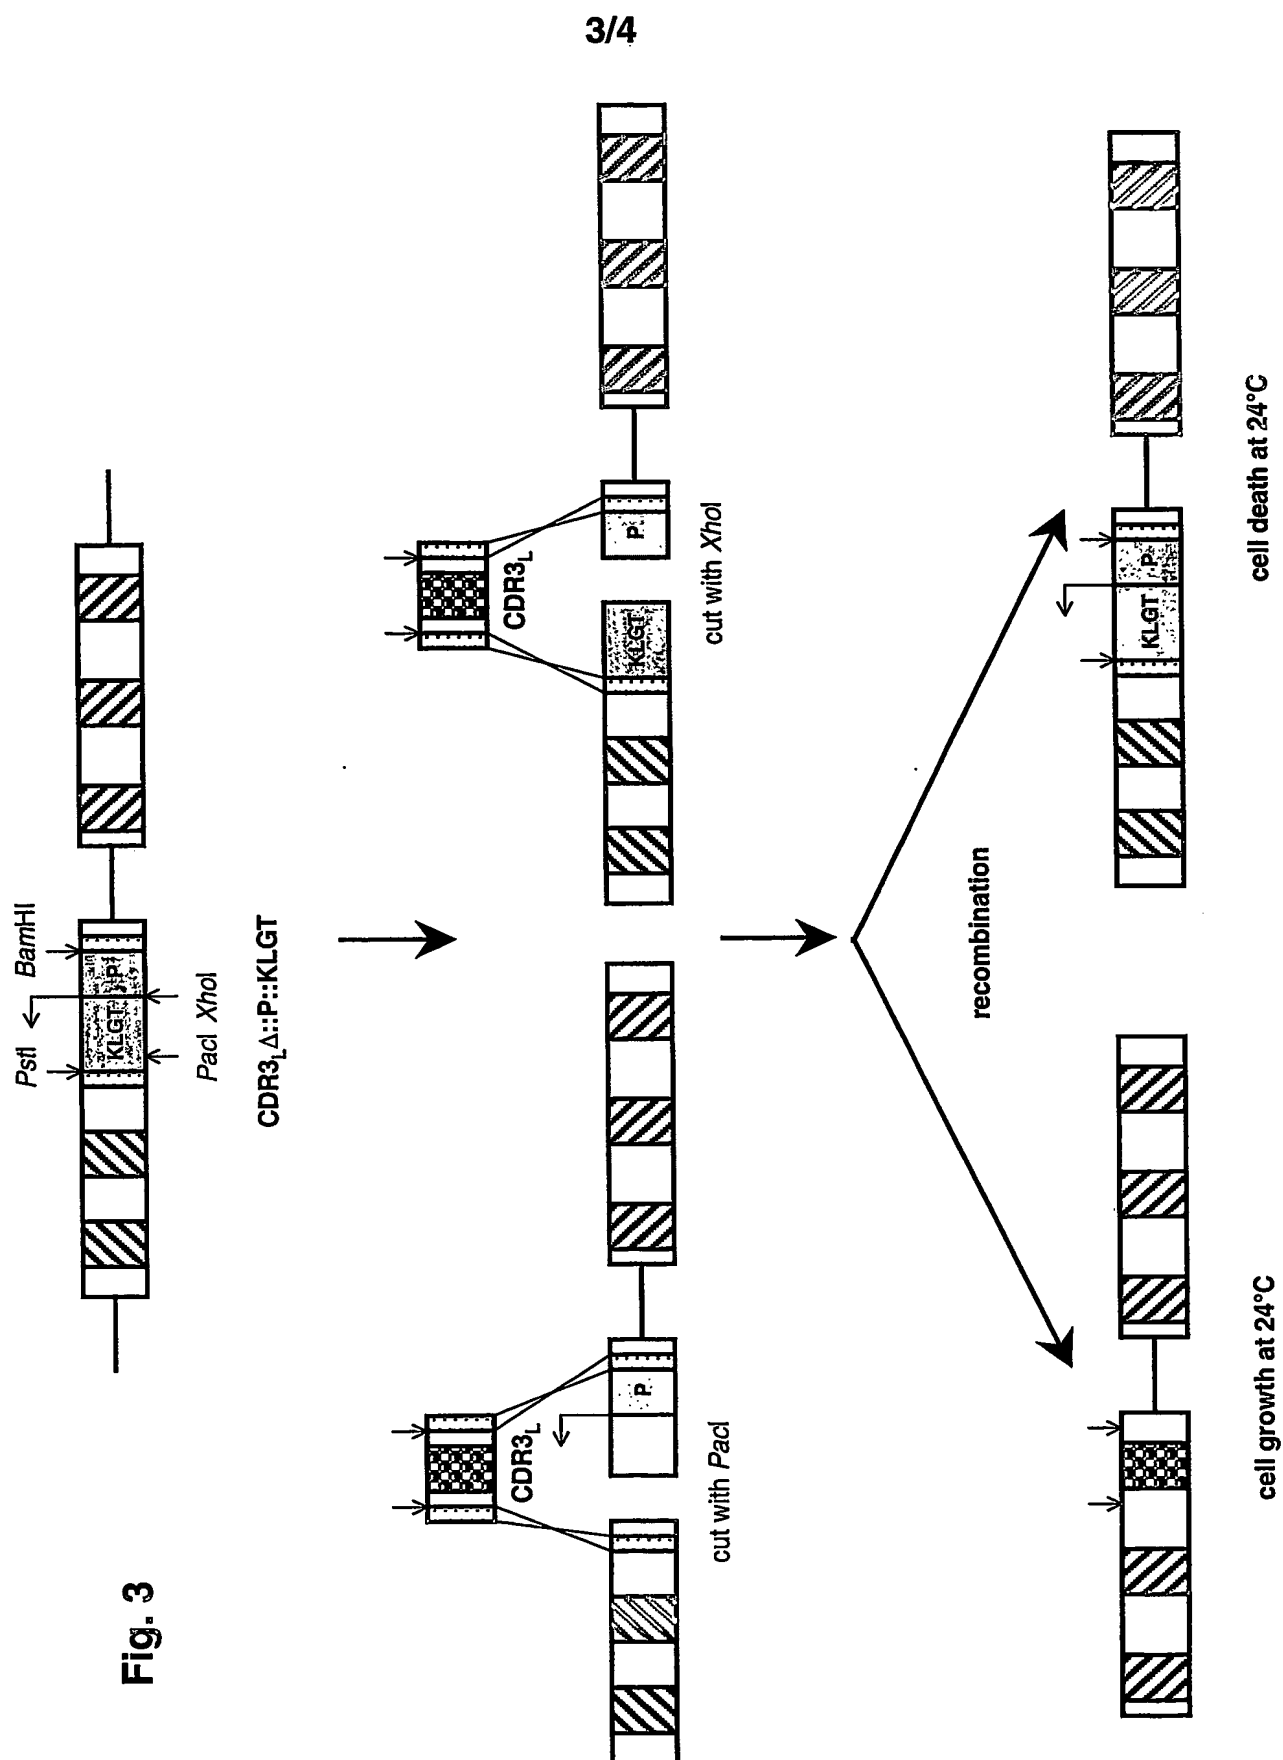 3/4
Fig. 3
PstI
BamHI
KLGT
P
PacI XhoI
CDR3LΔ::P::KLGT
CDR3L
P
cut with PacI
CDR3L
KLGT
P
cut with XhoI
recombination
cell growth at 24°C
KLGT
P
cell death at 24°C